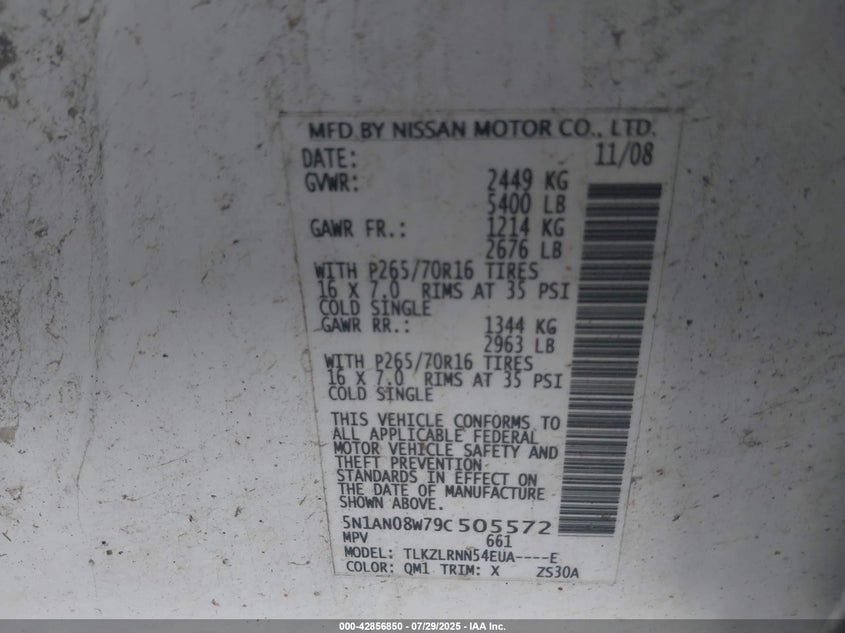 MFD.BY NISSAN MOTOR CO., LTD.
DATE: 11/08
GVWR: 2449 KG
5400 LB
GAWR FR.: 1214 KG
2676 LB
WITH P265/70R16 TIRES
16 X 7.0 RIMS AT 35 PSI
COLD SINGLE
GAWR RR.: 1344 KG
2963 LB
WITH P265/70R16 TIRES
16 X 7.0 RIMS AT 35 PSI
COLD SINGLE
THIS VEHICLE CONFORMS TO
ALL APPLICABLE FEDERAL
MOTOR VEHICLE SAFETY AND
THEFT PREVENTION
STANDARDS IN EFFECT ON
THE DATE OF MANUFACTURE
SHOWN ABOVE.
5N1AN08W79C505572
MPV 661
MODEL: TLKZLRNN54EUA----E
COLOR: QM1 TRIM: X ZS30A
000-42856850 - 07/29/2025 - IAA Inc.